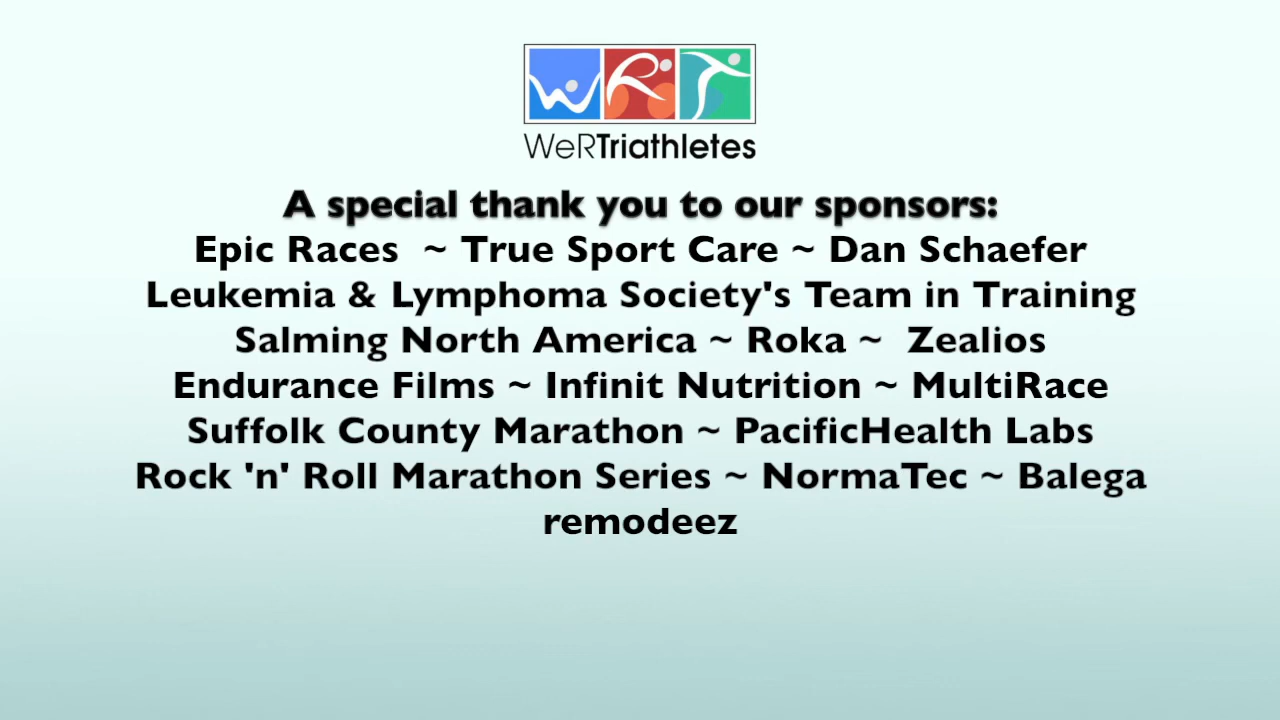 WRT
WeRTriathletes
A special thank you to our sponsors:
Epic Races ~ True Sport Care ~ Dan Schaefer
Leukemia & Lymphoma Society's Team in Training
Salming North America ~ Roka ~ Zealios
Endurance Films ~ Infinit Nutrition ~ MultiRace
Suffolk County Marathon ~ PacificHealth Labs
Rock 'n' Roll Marathon Series ~ NormaTec ~ Balega
remodeez